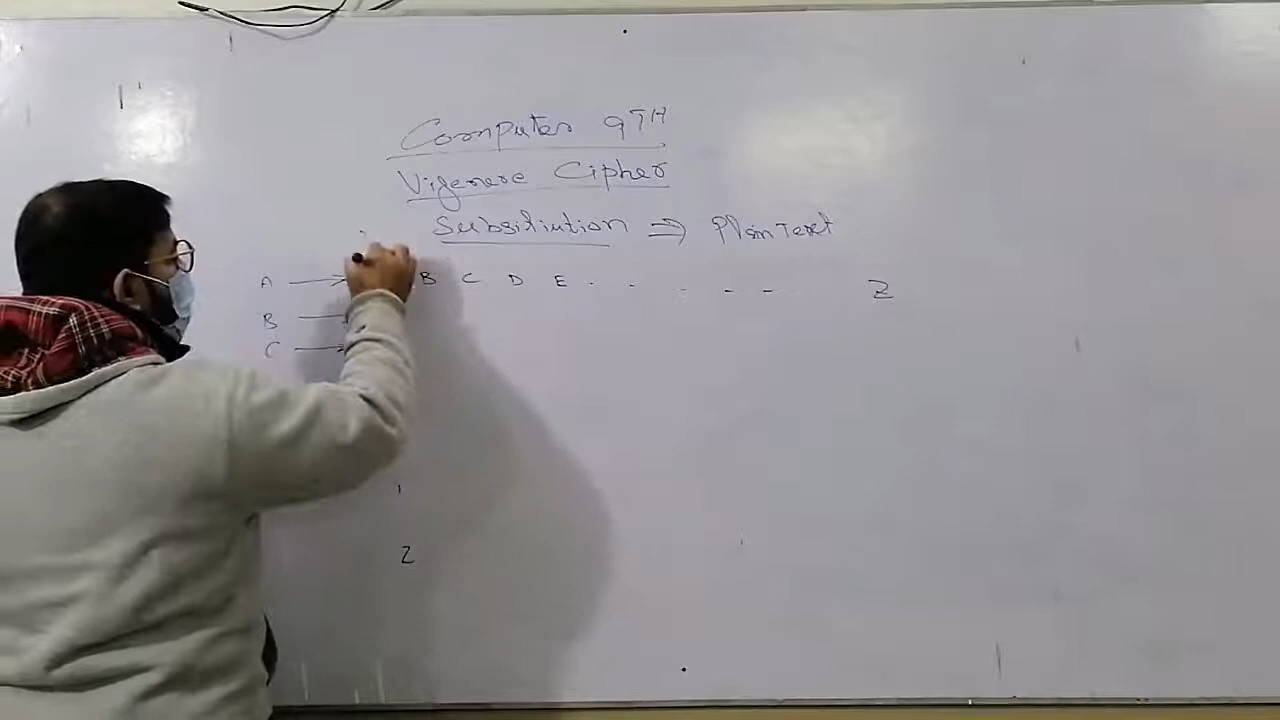 Computer 9TH
Vigenere Cipher
Subsitiution ⇒ Plain Text
A → B C D E . . . - - Z
B →
C →
Z